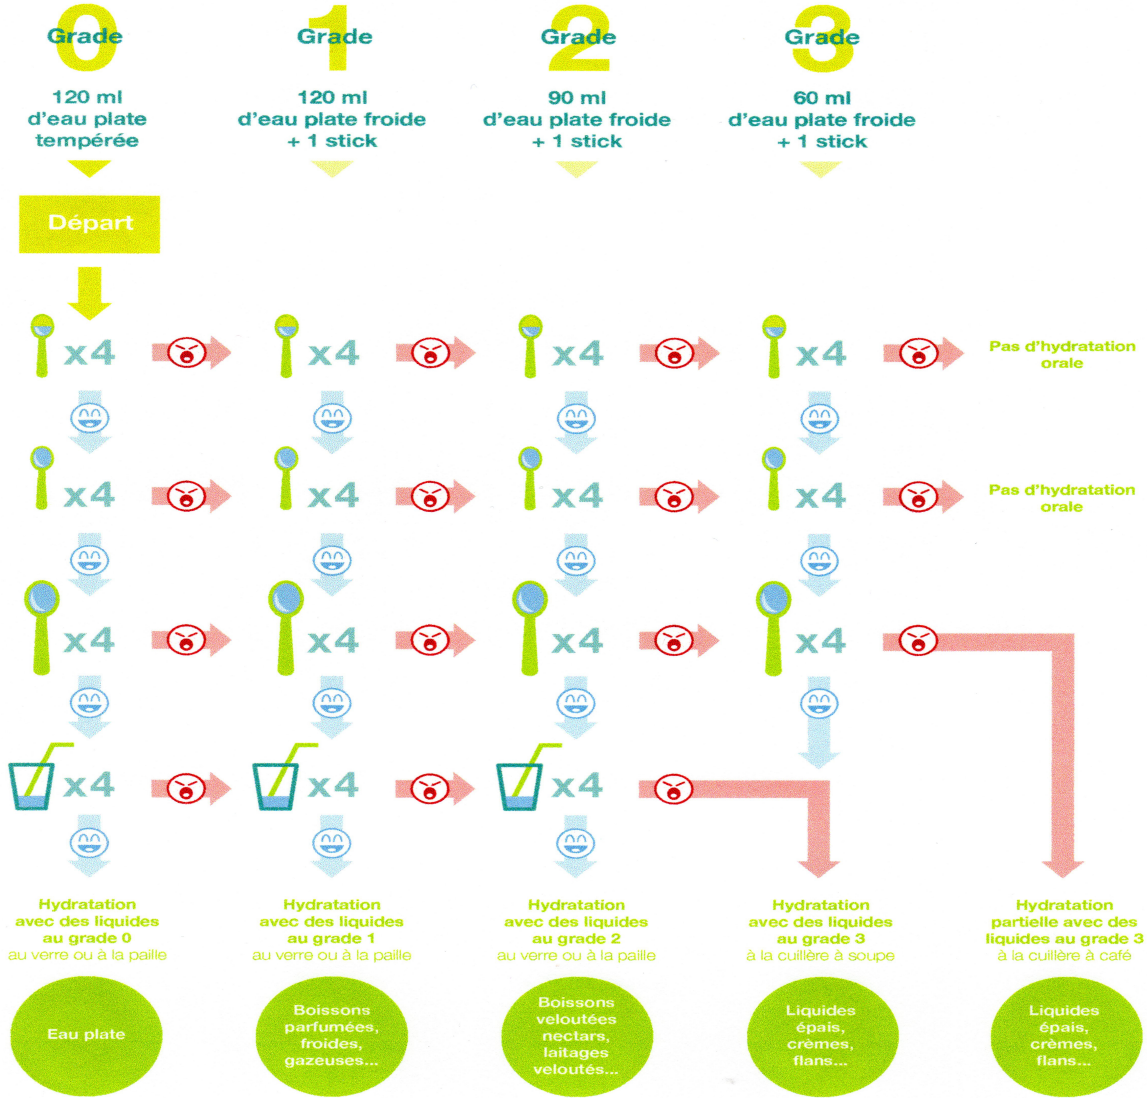 0
Grade
120 ml
d'eau plate
tempérée
1
Grade
120 ml
d'eau plate froide
+ 1 stick
2
Grade
90 ml
d'eau plate froide
+ 1 stick
3
Grade
60 ml
d'eau plate froide
+ 1 stick
Départ
x4
x4
x4
x4
Pas d'hydratation
orale
x4
x4
x4
x4
Pas d'hydratation
orale
x4
x4
x4
x4
x4
x4
x4
Hydratation
avec des liquides
au grade 0
au verre ou à la paille
Hydratation
avec des liquides
au grade 1
au verre ou à la paille
Hydratation
avec des liquides
au grade 2
au verre ou à la paille
Hydratation
avec des liquides
au grade 3
à la cuillère à soupe
Hydratation
partielle avec des
liquides au grade 3
à la cuillère à café
Eau plate
Boissons
parfumées,
froides,
gazeuses...
Boissons
veloutées
nectars,
laitages
veloutés...
Liquides
épais,
crèmes,
flans...
Liquides
épais,
crèmes,
flans...